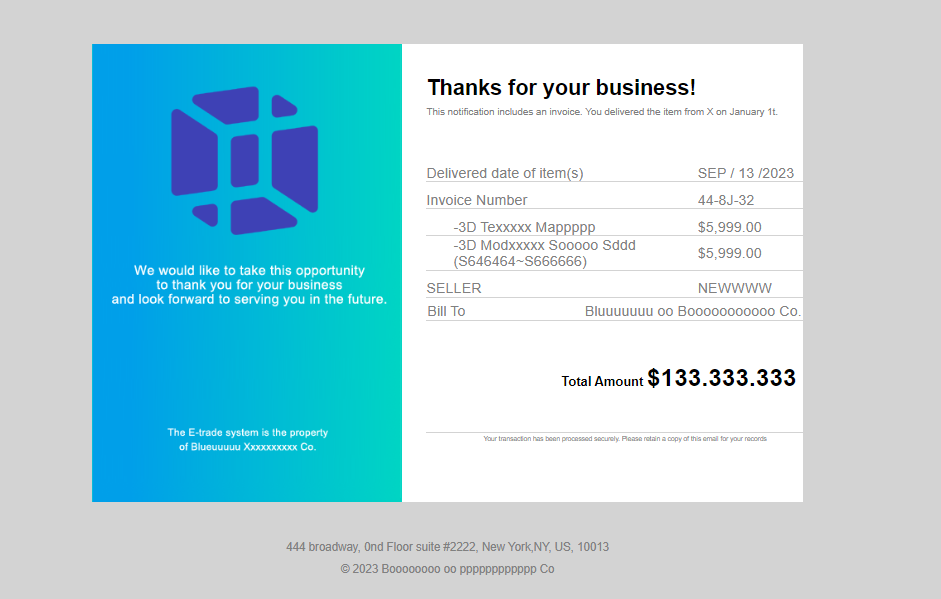 We would like to take this opportunity
to thank you for your business
and look forward to serving you in the future.
The E-trade system is the property
of Blueuuuuu Xxxxxxxxxx Co.
Thanks for your business!
This notification includes an invoice. You delivered the item from X on January 1t.
Delivered date of item(s) SEP / 13 /2023
Invoice Number 44-8J-32
-3D Texxxxx Mappppp $5,999.00
-3D Modxxxxx Sooooo Sddd
(S646464~S666666) $5,999.00
SELLER NEWWWW
Bill To Bluuuuuuu oo Booooooooooo Co.
Total Amount $133.333.333
Your transaction has been processed securely. Please retain a copy of this email for your records
444 broadway, 0nd Floor suite #2222, New York,NY, US, 10013
© 2023 Boooooooo oo pppppppppppp Co